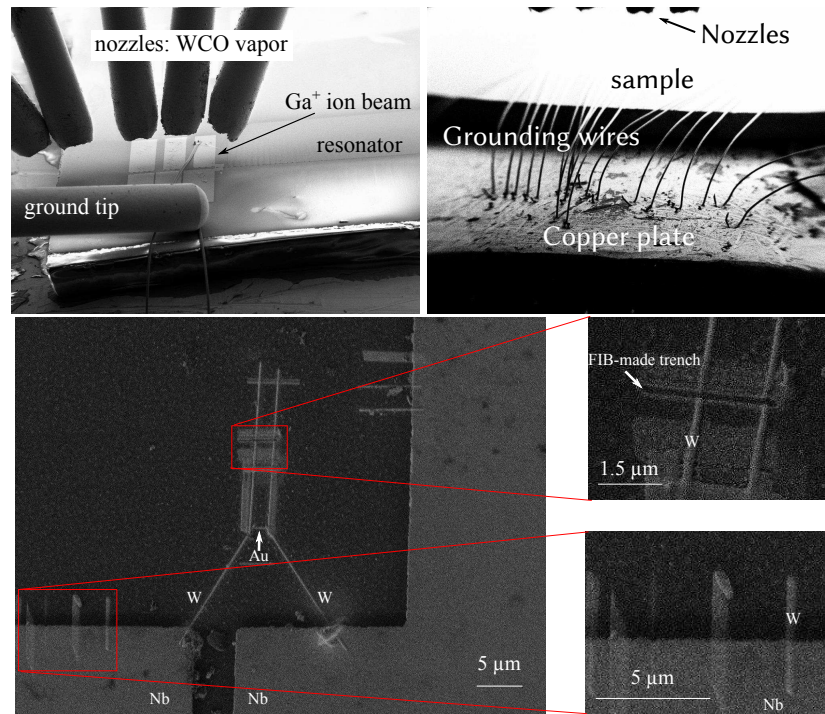 nozzles: WCO vapor
Ga⁺ ion beam
resonator
ground tip
Nozzles
sample
Grounding wires
Copper plate
FIB-made trench
W
1.5 µm
Au
W
W
5 µm
Nb
Nb
W
5 µm
Nb